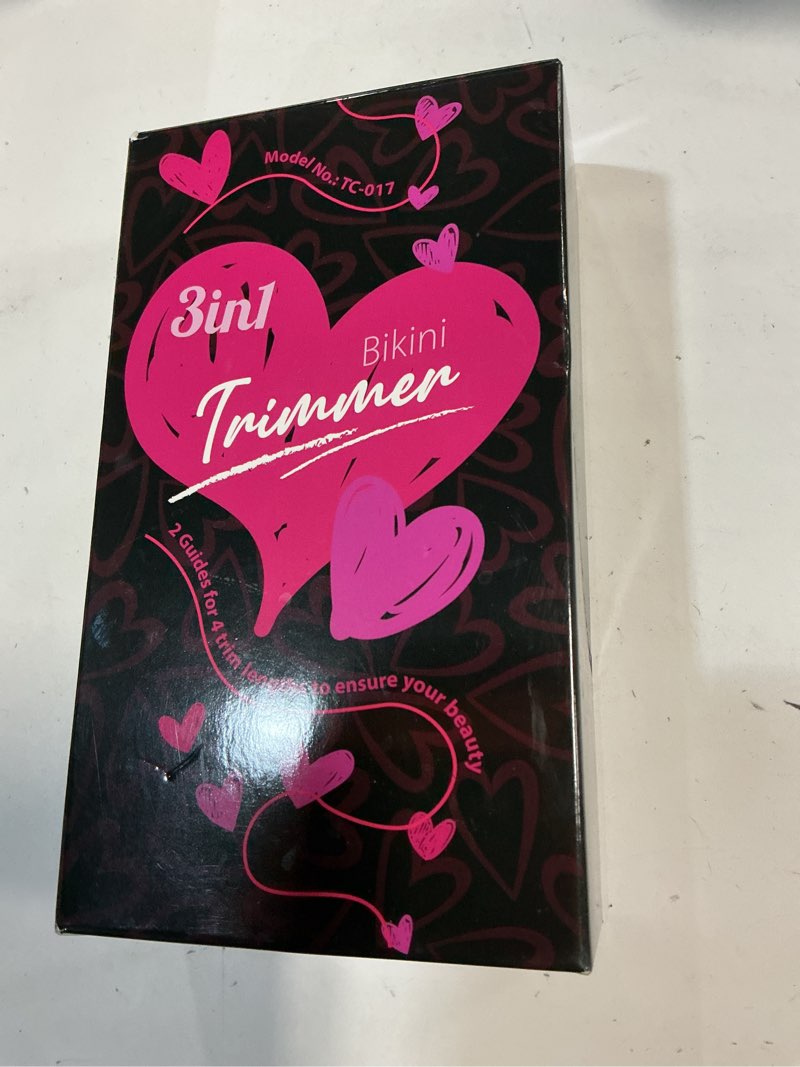 Model No.: TC-017
3in1
Bikini
Trimmer
2 Guides for 4 trim lengths to ensure your beauty